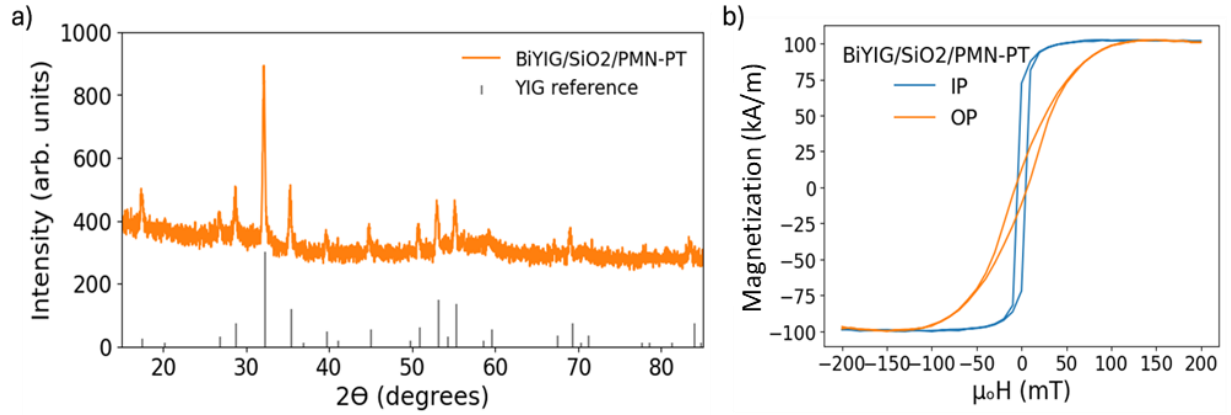 a)
Intensity (arb. units)
1000
800
600
400
200
0
BiYIG/SiO2/PMN-PT
YIG reference
20
30
40
50
60
70
80
2Θ (degrees)
b)
Magnetization (kA/m)
100
75
50
25
0
−25
−50
−75
−100
BiYIG/SiO2/PMN-PT
IP
OP
−200
−150
−100
−50
0
50
100
150
200
µₒH (mT)